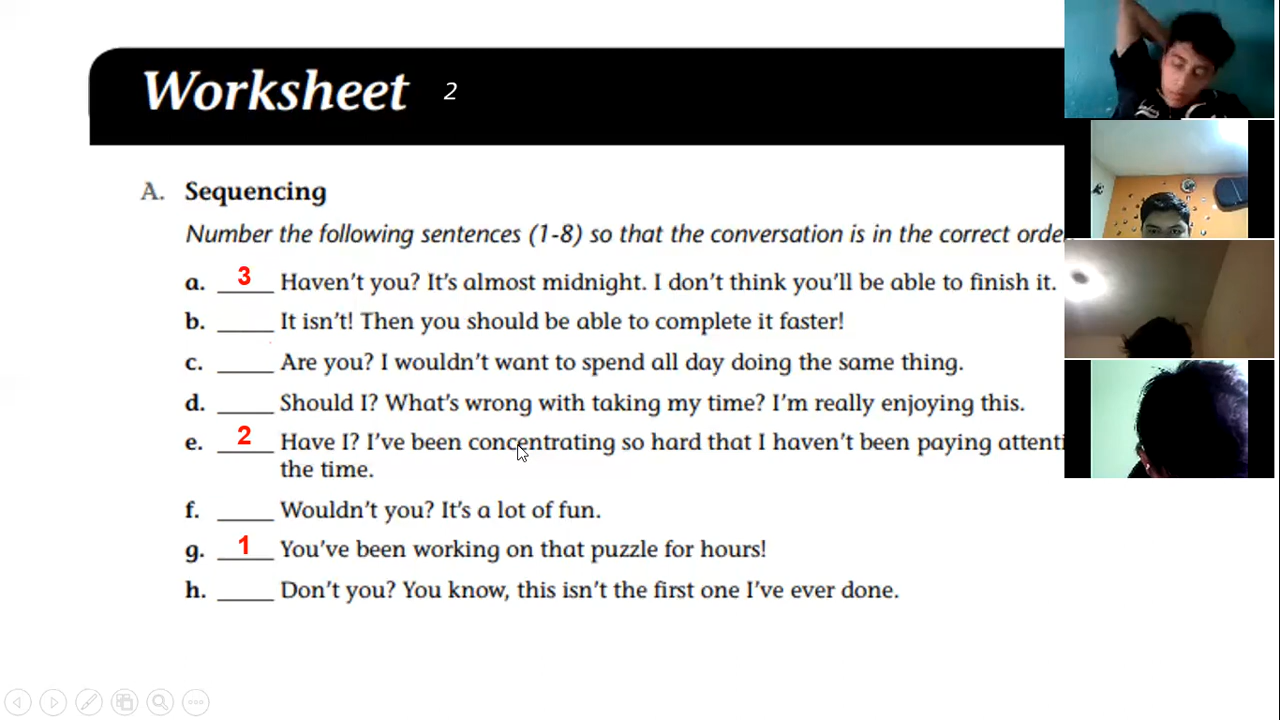 Worksheet 2
A. Sequencing
Number the following sentences (1-8) so that the conversation is in the correct
a. 3 Haven't you? It's almost midnight. I don't think you'll be able to finish it.
b. It isn't! Then you should be able to complete it faster!
c. Are you? I wouldn't want to spend all day doing the same thing.
d. Should I? What's wrong with taking my time? I'm really enjoying this.
e. 2 Have I? I've been concentrating so hard that I haven't been paying
the time.
f. Wouldn't you? It's a lot of fun.
g. 1 You've been working on that puzzle for hours!
h. Don't you? You know, this isn't the first one I've ever done.